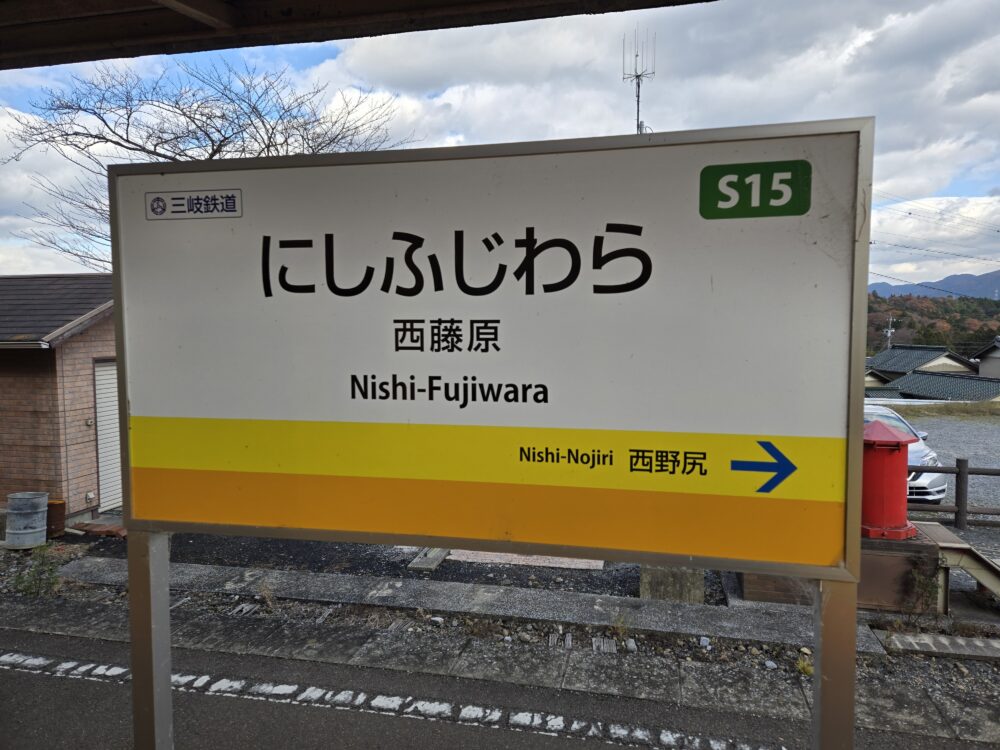 三岐鉄道
S15
にしふじわら
西藤原
Nishi-Fujiwara
Nishi-Nojiri 西野尻